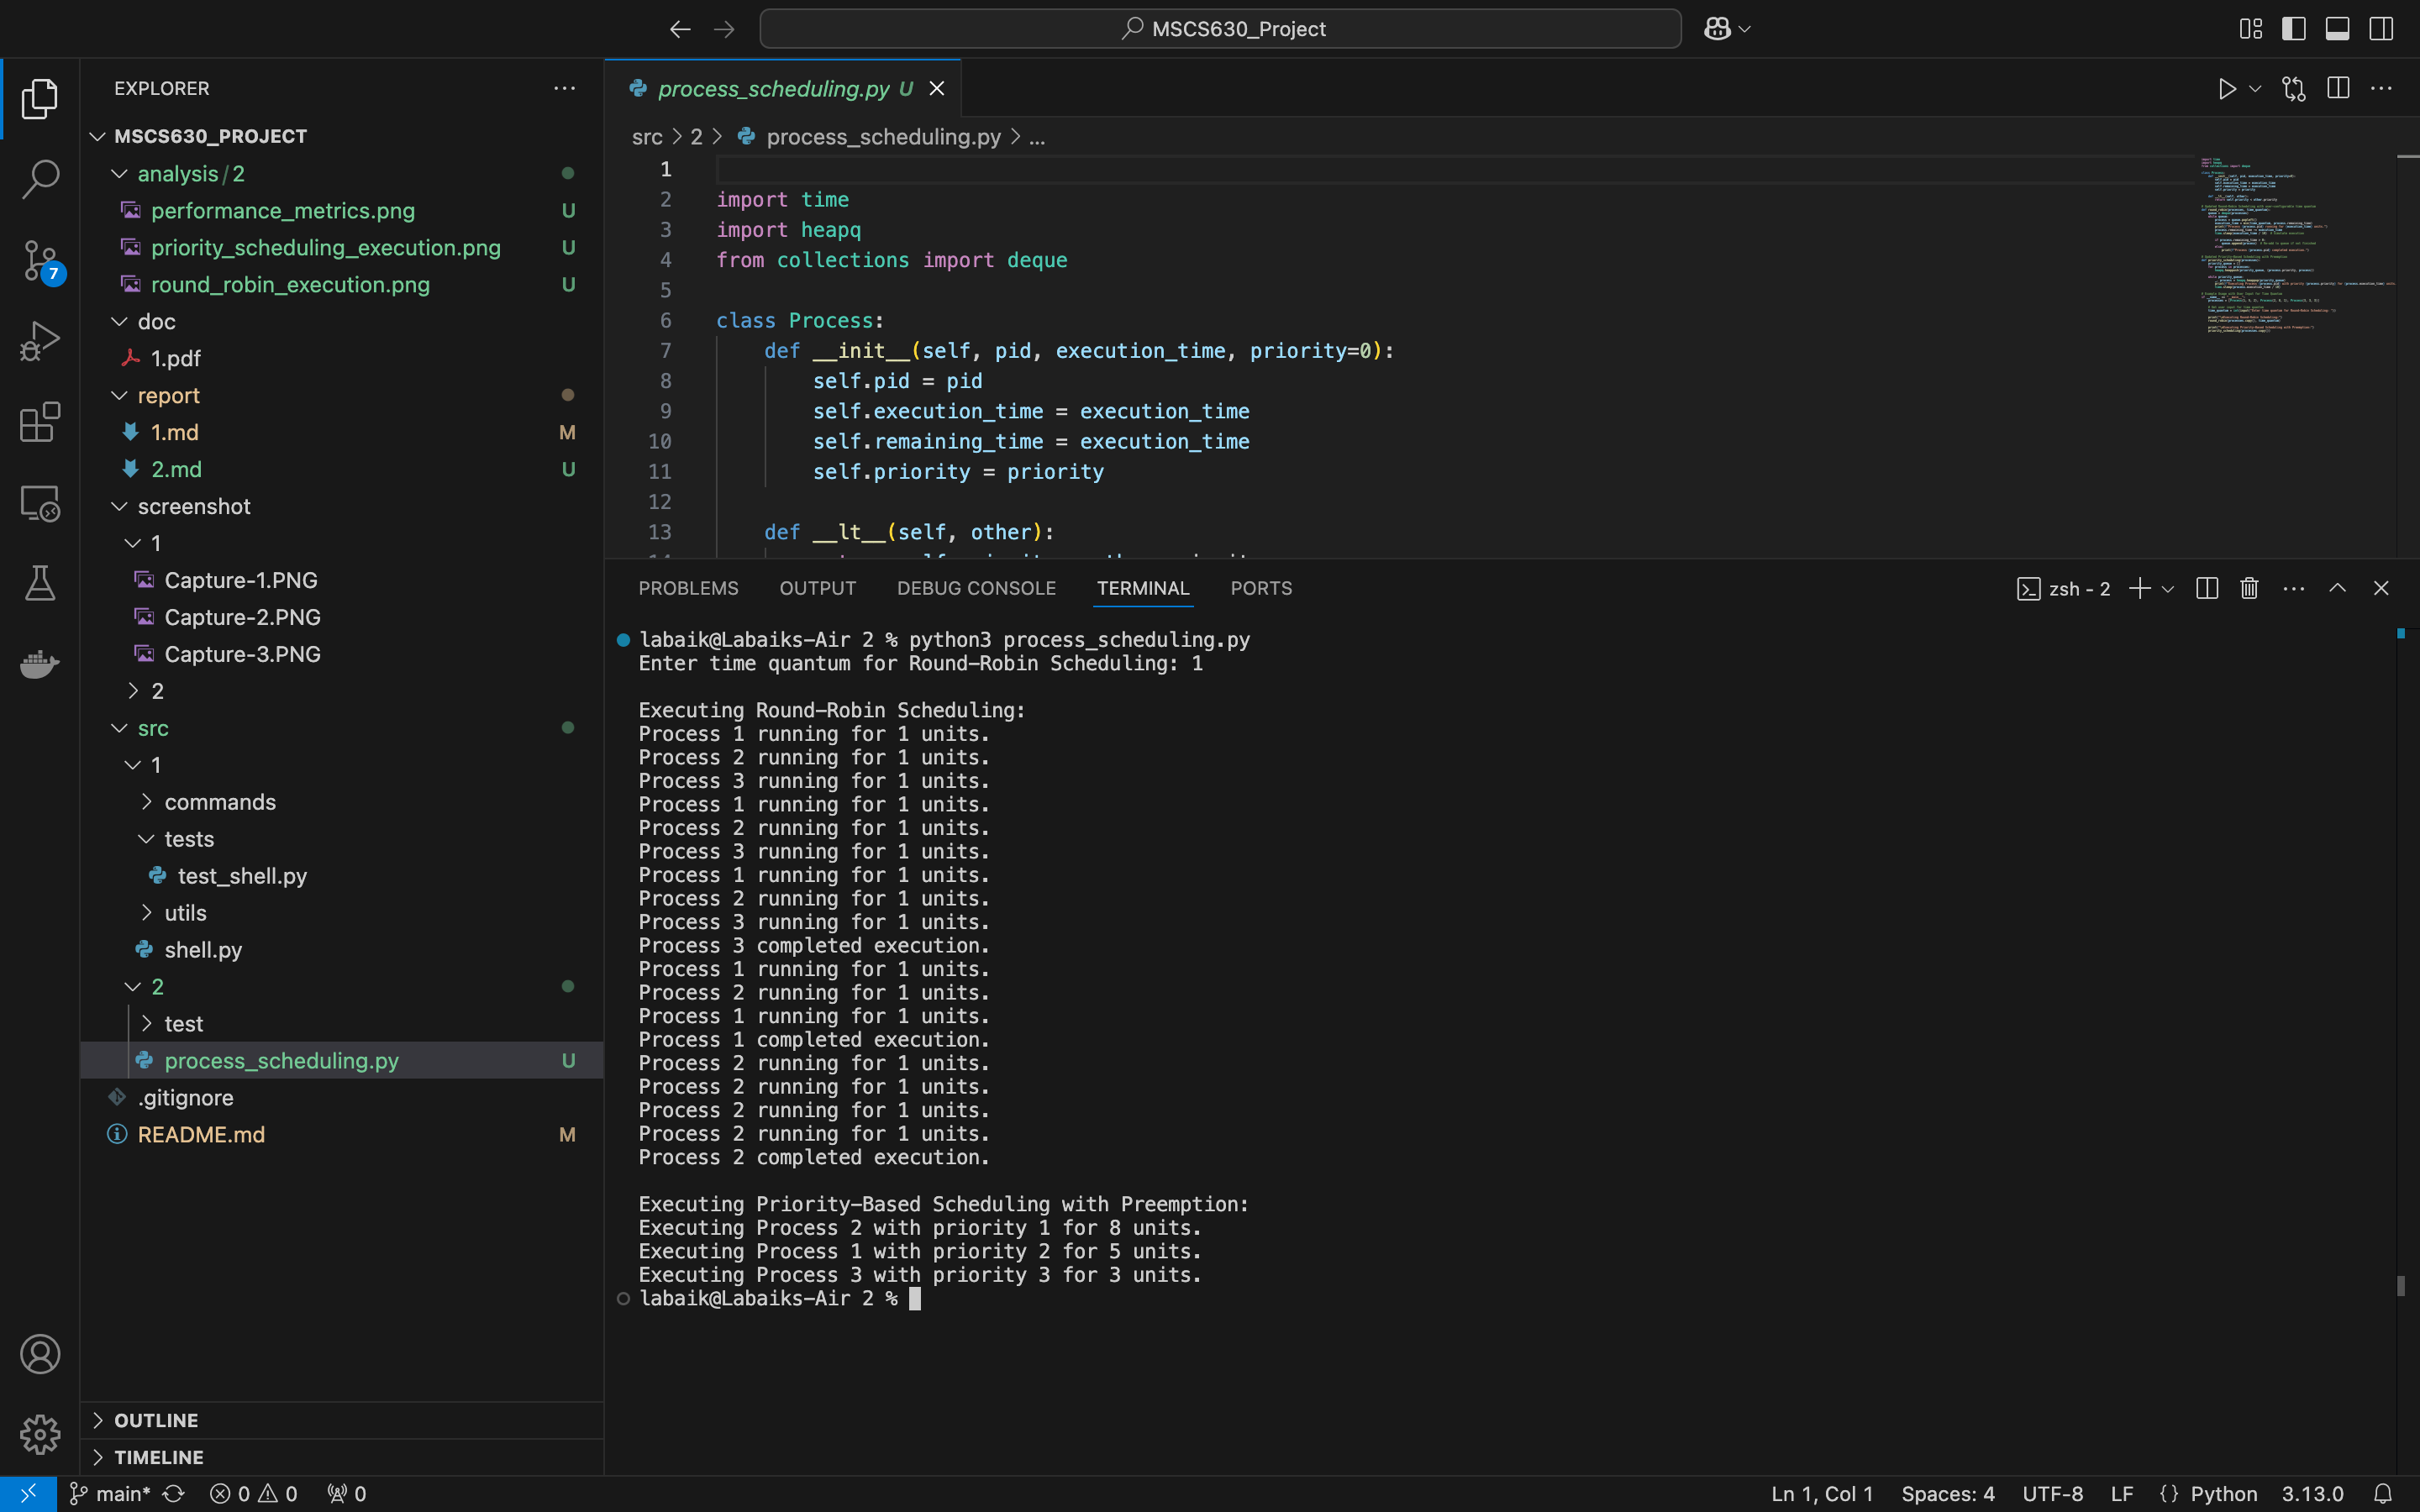 MSCS630_Project
EXPLORER
MSCS630_PROJECT
analysis/2
performance_metrics.png U
priority_scheduling_execution.png U
round_robin_execution.png U
doc
1.pdf
report
1.md M
2.md U
screenshot
1
Capture-1.PNG
Capture-2.PNG
Capture-3.PNG
2
src
1
commands
tests
test_shell.py
utils
shell.py
2
test
process_scheduling.py U
.gitignore
README.md M
OUTLINE
TIMELINE
7
process_scheduling.py U
src > 2 > process_scheduling.py > ...
1
2 import time
3 import heapq
4 from collections import deque
5
6 class Process:
7 def __init__(self, pid, execution_time, priority=0):
8 self.pid = pid
9 self.execution_time = execution_time
10 self.remaining_time = execution_time
11 self.priority = priority
12
13 def __lt__(self, other):
PROBLEMS OUTPUT DEBUG CONSOLE TERMINAL PORTS
zsh - 2
labaik@Labaiks-Air 2 % python3 process_scheduling.py
Enter time quantum for Round-Robin Scheduling: 1
Executing Round-Robin Scheduling:
Process 1 running for 1 units.
Process 2 running for 1 units.
Process 3 running for 1 units.
Process 1 running for 1 units.
Process 2 running for 1 units.
Process 3 running for 1 units.
Process 1 running for 1 units.
Process 2 running for 1 units.
Process 3 running for 1 units.
Process 3 completed execution.
Process 1 running for 1 units.
Process 2 running for 1 units.
Process 1 running for 1 units.
Process 1 completed execution.
Process 2 running for 1 units.
Process 2 running for 1 units.
Process 2 running for 1 units.
Process 2 running for 1 units.
Process 2 completed execution.
Executing Priority-Based Scheduling with Preemption:
Executing Process 2 with priority 1 for 8 units.
Executing Process 1 with priority 2 for 5 units.
Executing Process 3 with priority 3 for 3 units.
labaik@Labaiks-Air 2 %
main* 0 0 0
Ln 1, Col 1 Spaces: 4 UTF-8 LF {} Python 3.13.0